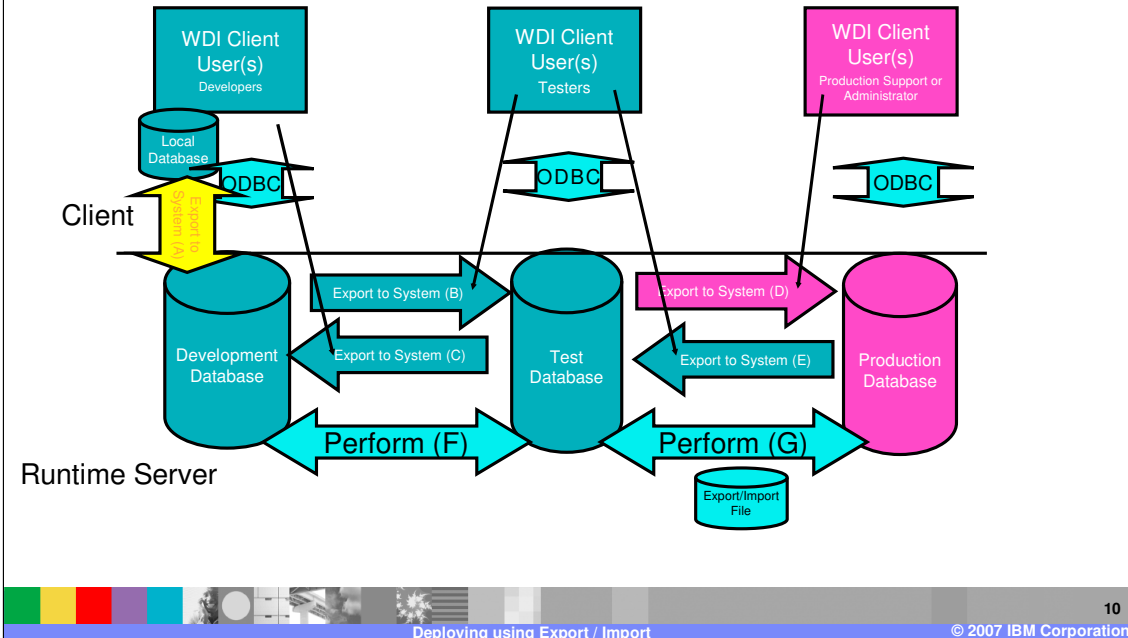 WDI Client
User(s)
Developers
WDI Client
User(s)
Testers
WDI Client
User(s)
Production Support or
Administrator
Local
Database
ODBC
ODBC
ODBC
Client
Export to
System (A)
Export to System (B)
Export to System (D)
Export to System (C)
Export to System (E)
Development
Database
Test
Database
Production
Database
Perform (F)
Perform (G)
Runtime Server
Export/Import
File
10
Deploying using Export / Import
© 2007 IBM Corporation